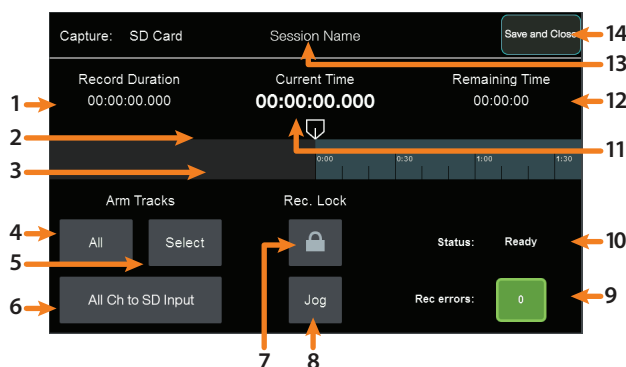 Capture: SD Card
Session Name
Save and Close
14
13
Record Duration
Current Time
Remaining Time
1
00:00:00.000
00:00:00.000
00:00:00
12
2
11
3
0:00
0:30
1:00
1:30
Arm Tracks
Rec. Lock
4
All
Select
Status:
Ready
10
5
6
All Ch to SD Input
Jog
Rec errors:
0
9
7
8